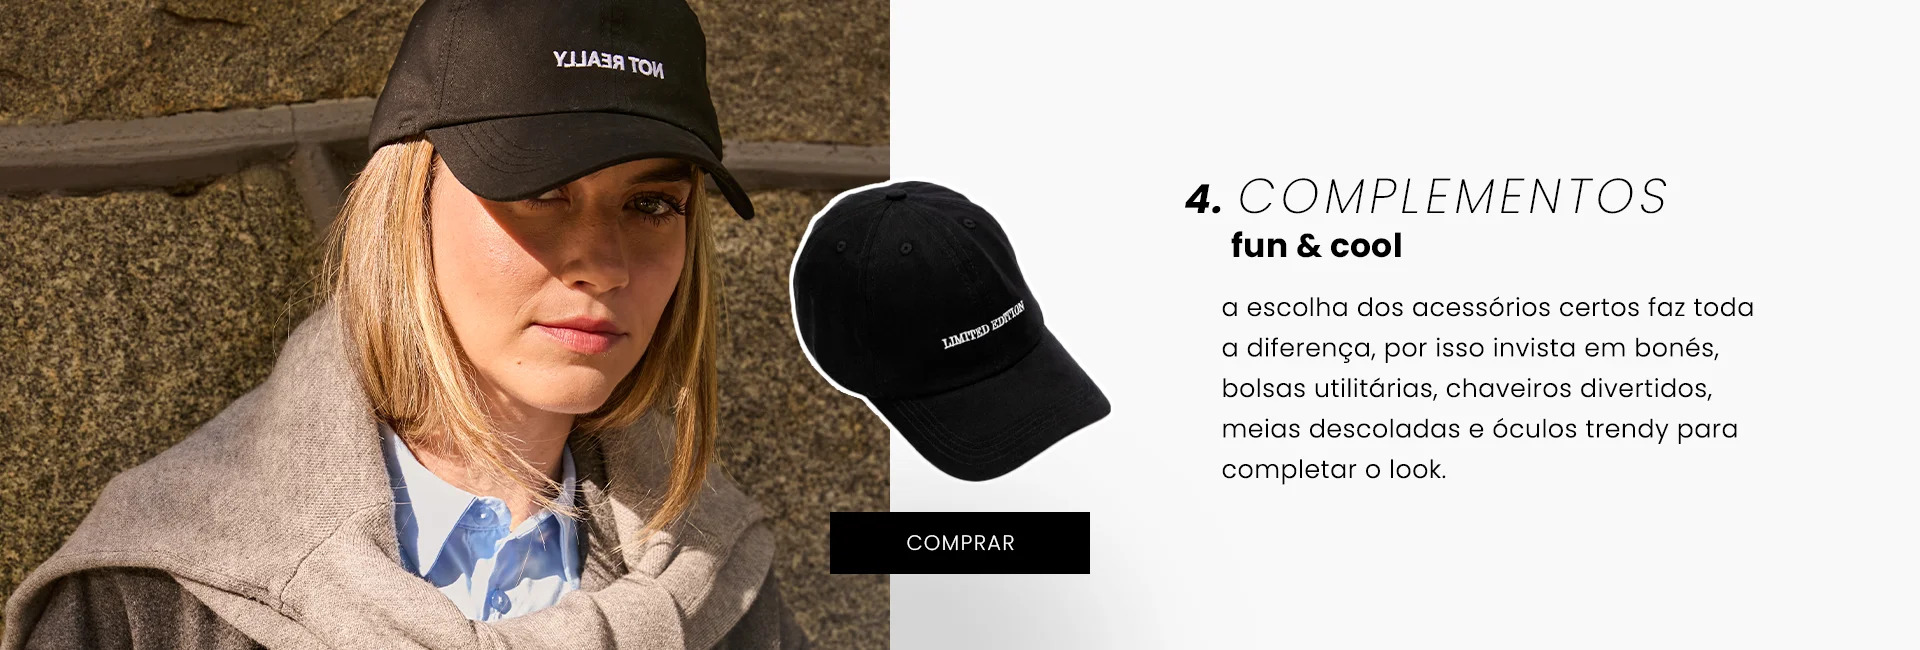 NOT REALLY
LIMITED EDITION
COMPRAR
4. COMPLEMENTOS
fun & cool
a escolha dos acessórios certos faz toda
a diferença, por isso invista em bonés,
bolsas utilitárias, chaveiros divertidos,
meias descoladas e óculos trendy para
completar o look.